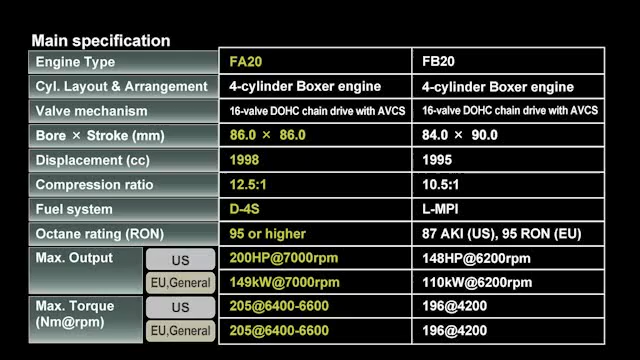 Main specification
Engine Type FA20 FB20
Cyl. Layout & Arrangement 4-cylinder Boxer engine 4-cylinder Boxer engine
Valve mechanism 16-valve DOHC chain drive with AVCS 16-valve DOHC chain drive with AVCS
Bore × Stroke (mm) 86.0 × 86.0 84.0 × 90.0
Displacement (cc) 1998 1995
Compression ratio 12.5:1 10.5:1
Fuel system D-4S L-MPI
Octane rating (RON) 95 or higher 87 AKI (US), 95 RON (EU)
Max. Output US 200HP@7000rpm 148HP@6200rpm
EU,General 149kW@7000rpm 110kW@6200rpm
Max. Torque US 205@6400-6600 196@4200
(Nm@rpm) EU,General 205@6400-6600 196@4200